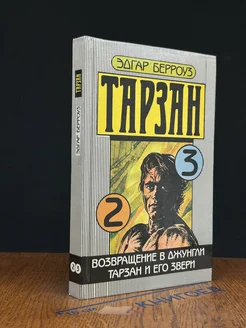 ЭДГАР БЕРРОУЗ
ТАРЗАН
2
3
ВОЗВРАЩЕНИЕ В ДЖУНГЛИ
ТАРЗАН И ЕГО ЗВЕРИ
ТАРЗАН
ЭДГАР БЕРРОУЗ